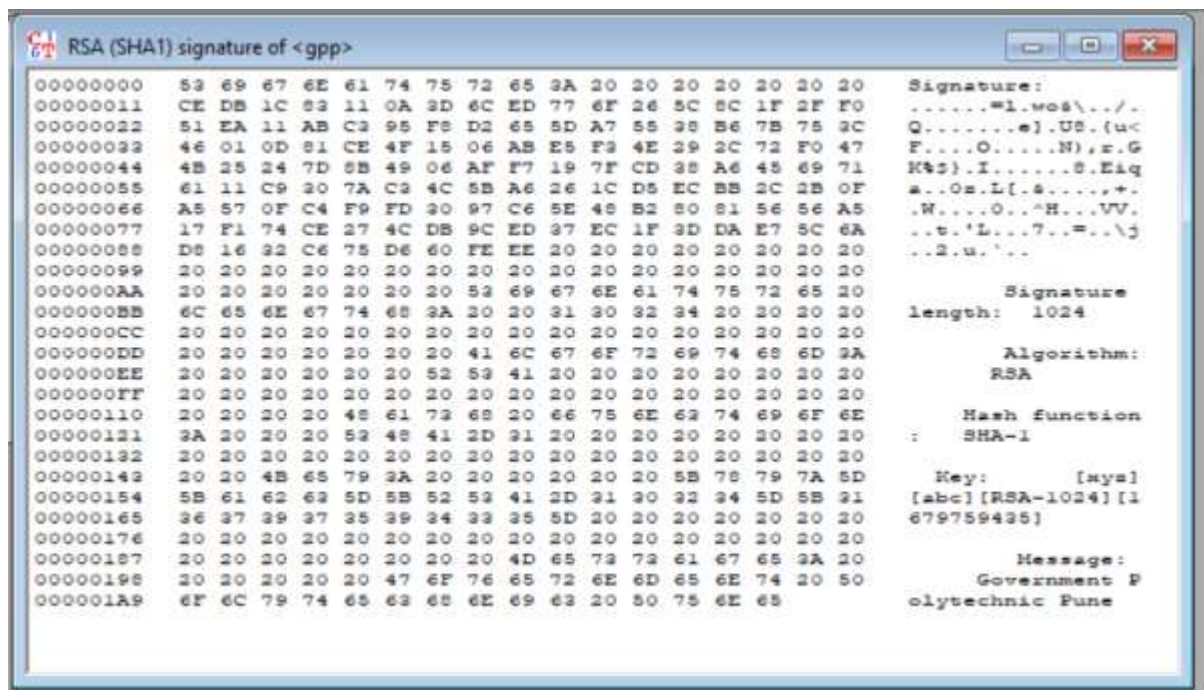 RSA (SHA1) signature of <gpp>
00000000 53 69 67 6E 61 74 75 72 65 3A 20 20 20 20 20 20 20 Signature:
00000011 CE DB 1C 83 11 0A 3D 6C ED 77 6F 26 5C 8C 1F 2F F0 ......=l.wo&\../.
00000022 51 EA 11 AB C3 95 F8 D2 65 5D A7 55 38 B6 7B 75 3C Q.......e].U8.{u<
00000033 46 01 0D 81 CE 4F 15 06 AB E5 F3 4E 29 2C 72 F0 47 F....O.....N),r.G
00000044 4B 25 24 7D 8B 49 06 AF F7 19 7F CD 38 A6 45 69 71 K%$}.I......8.Eiq
00000055 61 11 C9 30 7A C3 4C 5B A6 26 1C D5 EC BB 2C 2B 0F a..0z.L[.&....,+.
00000066 A5 57 0F C4 F9 FD 30 97 C6 5E 48 B2 80 81 56 56 A5 .W....0..^H...VV.
00000077 17 F1 74 CE 27 4C DB 9C ED 37 EC 1F 3D DA E7 5C 6A ..t.'L...7..=..\j
00000088 D8 16 32 C6 75 D6 60 FE EE 20 20 20 20 20 20 20 20 ..2.u.`..
00000099 20 20 20 20 20 20 20 20 20 20 20 20 20 20 20 20 20
000000AA 20 20 20 20 20 20 20 53 69 67 6E 61 74 75 72 65 20 Signature
000000BB 6C 65 6E 67 74 68 3A 20 20 31 30 32 34 20 20 20 20 length: 1024
000000CC 20 20 20 20 20 20 20 20 20 20 20 20 20 20 20 20 20
000000DD 20 20 20 20 20 20 20 41 6C 67 6F 72 69 74 68 6D 3A Algorithm:
000000EE 20 20 20 20 20 20 52 53 41 20 20 20 20 20 20 20 20 RSA
000000FF 20 20 20 20 20 20 20 20 20 20 20 20 20 20 20 20 20
00000110 20 20 20 20 48 61 73 68 20 66 75 6E 63 74 69 6F 6E Hash function
00000121 3A 20 20 20 53 48 41 2D 31 20 20 20 20 20 20 20 20 : SHA-1
00000132 20 20 20 20 20 20 20 20 20 20 20 20 20 20 20 20 20
00000143 20 20 4B 65 79 3A 20 20 20 20 20 20 5B 78 79 7A 5D Key: [xyz]
00000154 5B 61 62 63 5D 5B 52 53 41 2D 31 30 32 34 5D 5B 31 [abc][RSA-1024][1
00000165 36 37 39 37 35 39 34 33 35 5D 20 20 20 20 20 20 20 679759435]
00000176 20 20 20 20 20 20 20 20 20 20 20 20 20 20 20 20 20
00000187 20 20 20 20 20 20 20 20 4D 65 73 73 61 67 65 3A 20 Message:
00000198 20 20 20 20 20 47 6F 76 65 72 6E 6D 65 6E 74 20 50 Government P
000001A9 6F 6C 79 74 65 63 68 6E 69 63 20 50 75 6E 65 olytechnic Pune